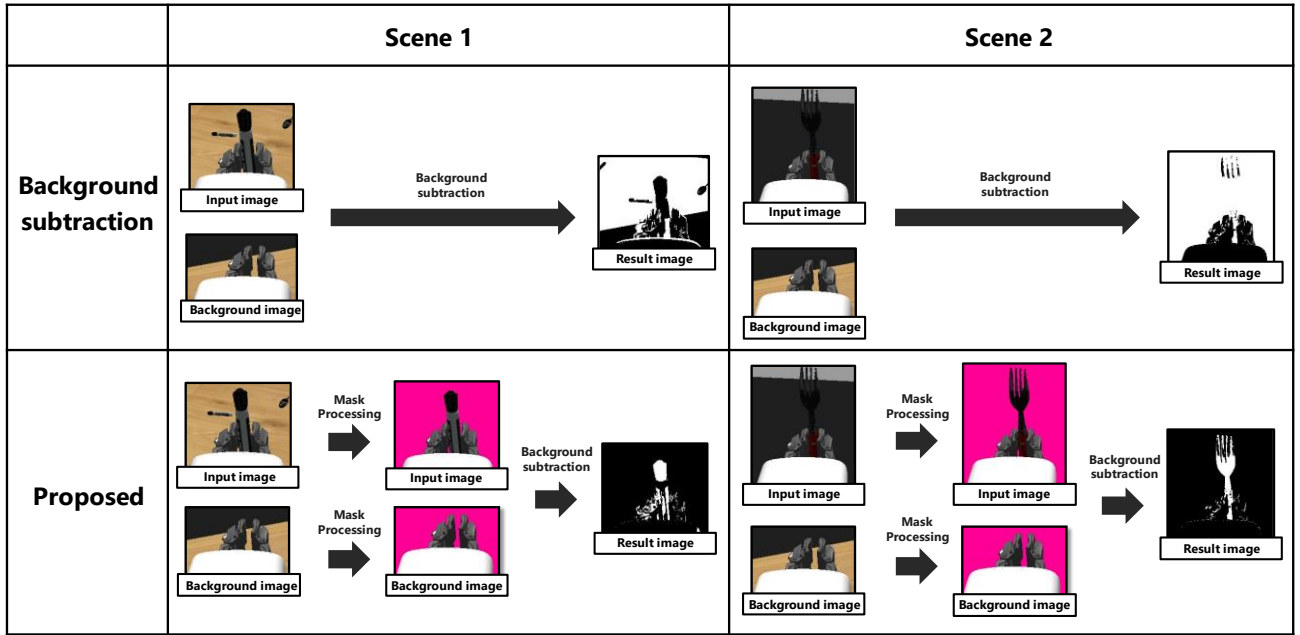 Scene 1
Scene 2
Background
subtraction
Input image
Background image
Background
subtraction
Result image
Input image
Background image
Background
subtraction
Result image
Proposed
Input image
Mask
Processing
Input image
Background image
Mask
Processing
Background image
Background
subtraction
Result image
Input image
Mask
Processing
Input image
Background image
Mask
Processing
Background image
Background
subtraction
Result image